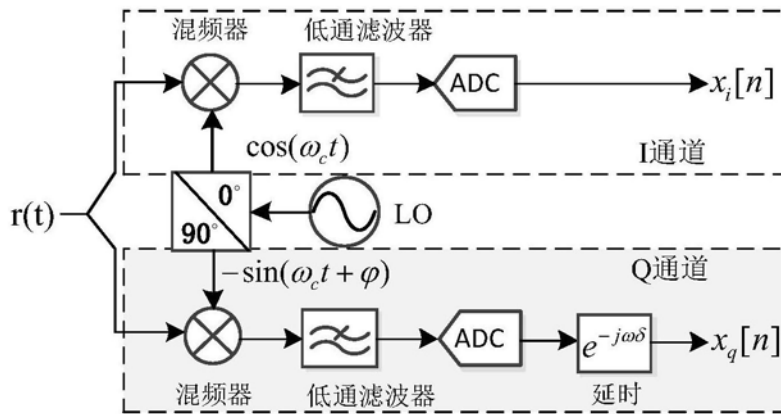 混频器 低通滤波器
ADC
x_i[n]
cos(ω_c t)
I通道
0°
90°
LO
r(t)
-sin(ω_c t + φ)
Q通道
ADC
e^{-jωδ}
x_q[n]
混频器 低通滤波器 延时